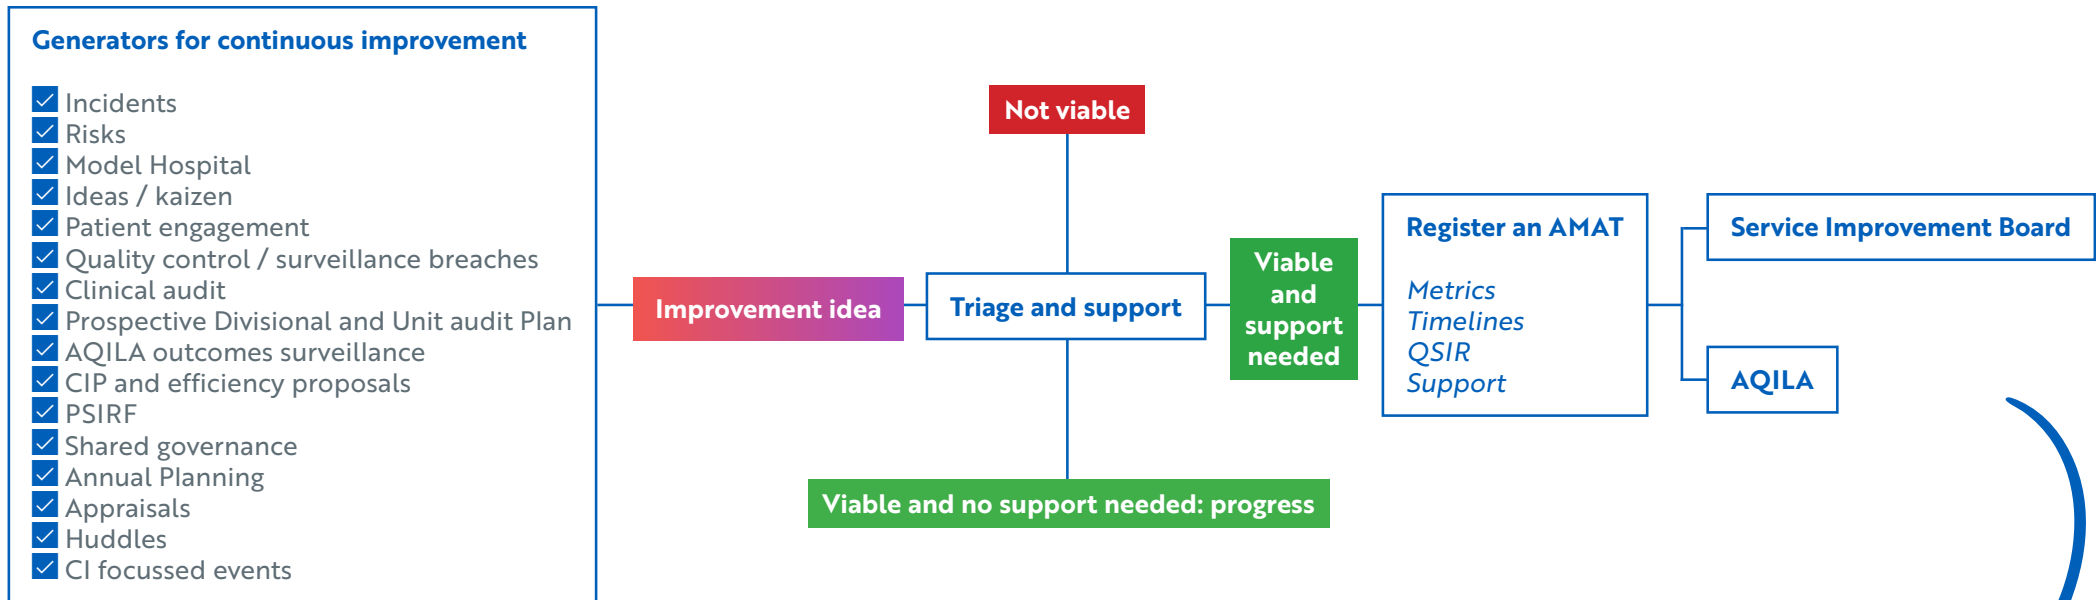 Generators for continuous improvement
Incidents
Risks
Model Hospital
Ideas / kaizen
Patient engagement
Quality control / surveillance breaches
Clinical audit
Prospective Divisional and Unit audit Plan
AQILA outcomes surveillance
CIP and efficiency proposals
PSIRF
Shared governance
Annual Planning
Appraisals
Huddles
CI focussed events
Improvement idea
Not viable
Triage and support
Viable and no support needed: progress
Viable
and
support
needed
Register an AMAT
Metrics
Timelines
QSIR
Support
Service Improvement Board
AQILA